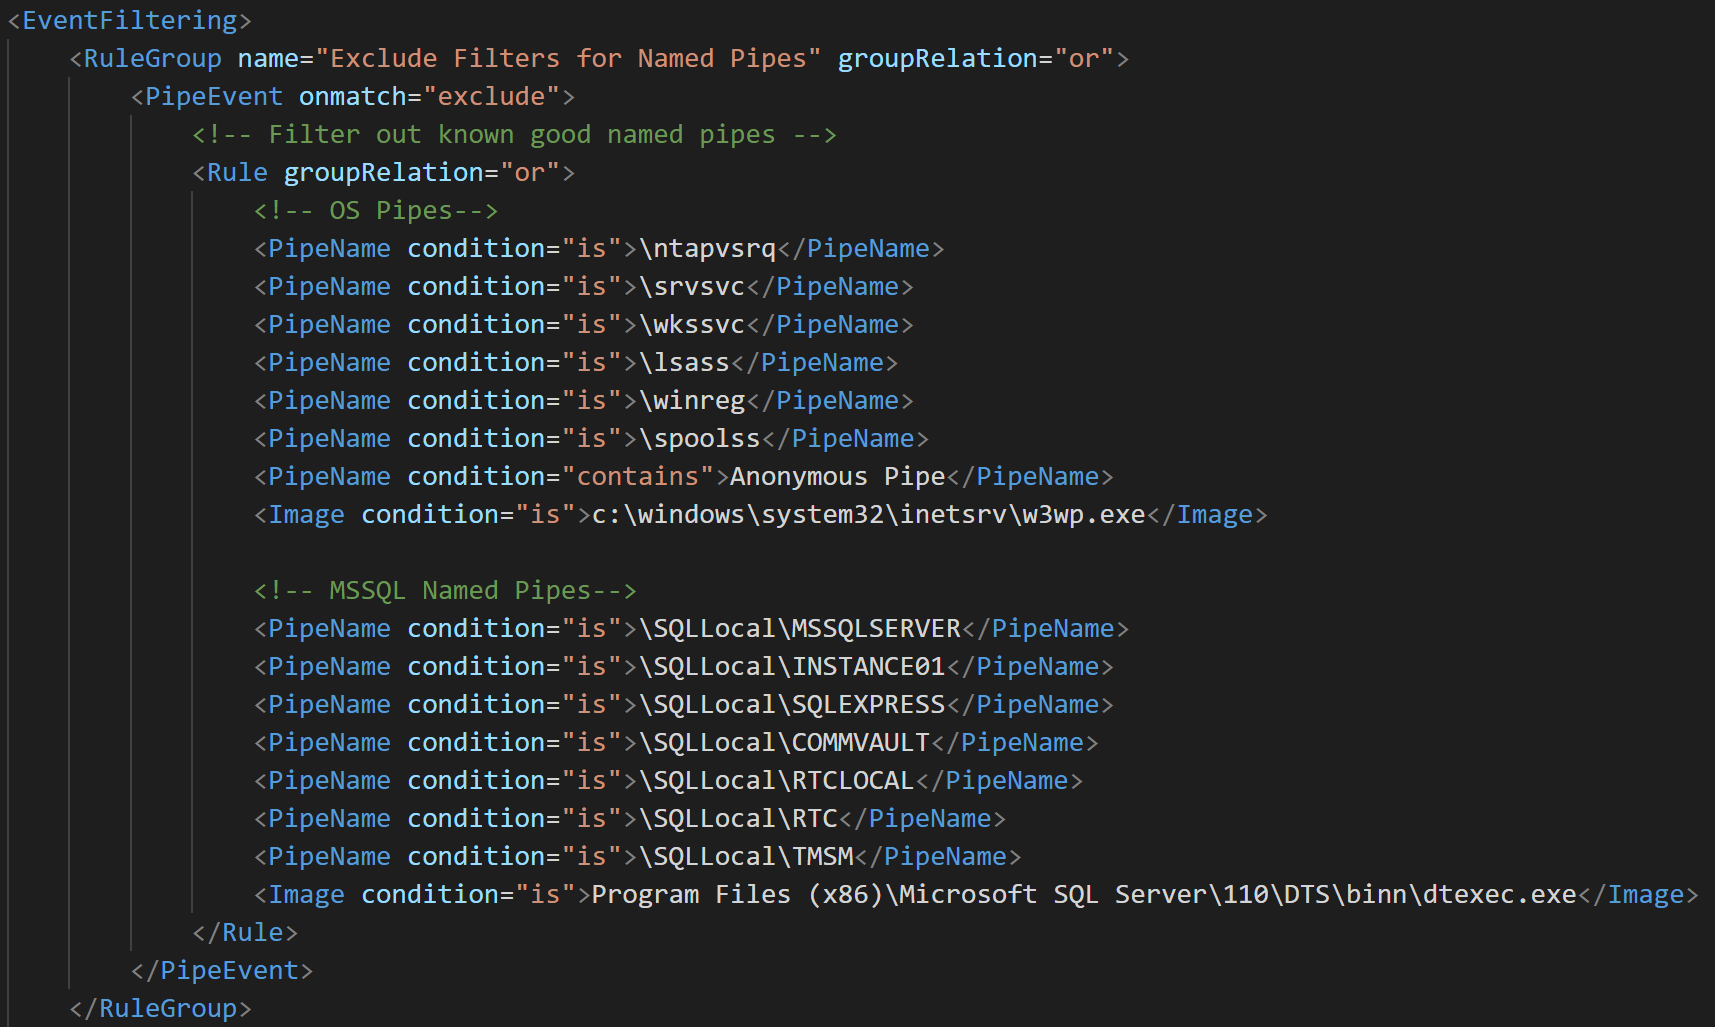 <EventFiltering>
<RuleGroup name="Exclude Filters for Named Pipes" groupRelation="or">
<PipeEvent onmatch="exclude">
<!-- Filter out known good named pipes -->
<Rule groupRelation="or">
<!-- OS Pipes-->
<PipeName condition="is">\ntapvsrq</PipeName>
<PipeName condition="is">\srvsvc</PipeName>
<PipeName condition="is">\wkssvc</PipeName>
<PipeName condition="is">\lsass</PipeName>
<PipeName condition="is">\winreg</PipeName>
<PipeName condition="is">\spoolss</PipeName>
<PipeName condition="contains">Anonymous Pipe</PipeName>
<Image condition="is">c:\windows\system32\inetsrv\w3wp.exe</Image>
<!-- MSSQL Named Pipes-->
<PipeName condition="is">\SQLLocal\MSSQLSERVER</PipeName>
<PipeName condition="is">\SQLLocal\INSTANCE01</PipeName>
<PipeName condition="is">\SQLLocal\SQLEXPRESS</PipeName>
<PipeName condition="is">\SQLLocal\COMMVAULT</PipeName>
<PipeName condition="is">\SQLLocal\RTCLOCAL</PipeName>
<PipeName condition="is">\SQLLocal\RTC</PipeName>
<PipeName condition="is">\SQLLocal\TMSM</PipeName>
<Image condition="is">Program Files (x86)\Microsoft SQL Server\110\DTS\binn\dtexec.exe</Image>
</Rule>
</PipeEvent>
</RuleGroup>